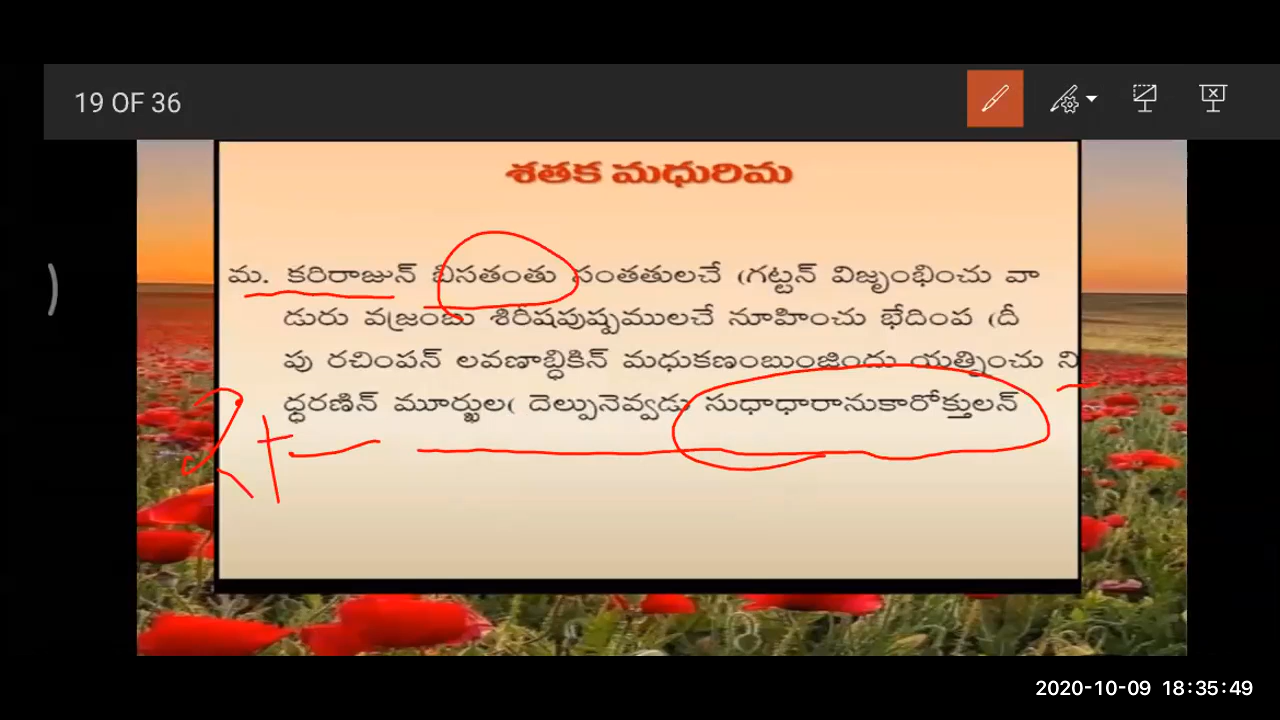 19 OF 36
శతక మధురిమ
మ. కరిరాజున్ బిసతంతు సంతతులచే (గట్టన్ విజృంభించు వా
డురు వజ్రంబు శిరీషపుష్పములచే నూహించు భేదింప (దీ
పు రచింపన్ లవణాబ్ధికిన్ మధుకణంబుంజిందు యత్నించు ని
ద్ధరణిన్ మూర్ఖుల( దెల్పునెవ్వడు సుధాధారానుకారోక్తులన్
2020-10-09 18:35:49